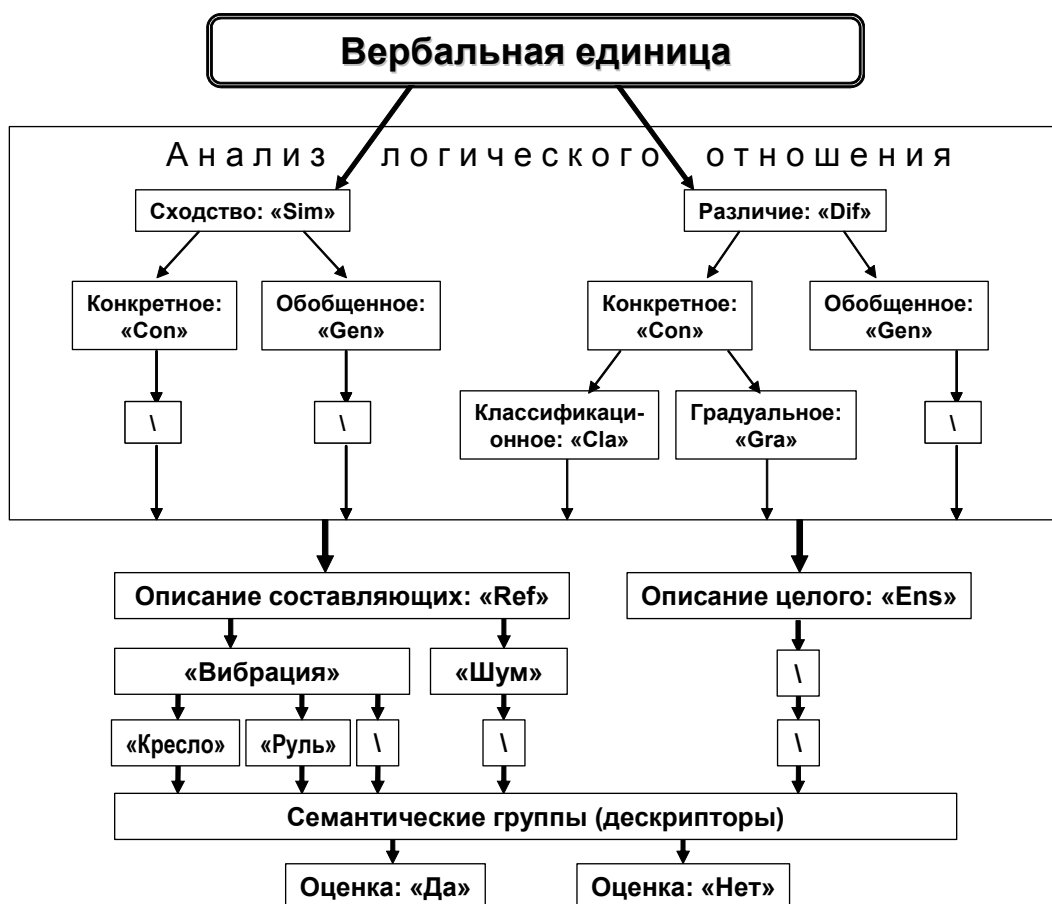 Вербальная единица
Анализ логического отношения
Сходство: «Sim»
Различие: «Dif»
Конкретное:
«Con»
Обобщенное:
«Gen»
Конкретное:
«Con»
Обобщенное:
«Gen»
\
\
Классификаци-
онное: «Cla»
Градуальное:
«Gra»
\
Описание составляющих: «Ref»
Описание целого: «Ens»
«Вибрация»
«Шум»
\
«Кресло»
«Руль»
\
\
\
Семантические группы (дескрипторы)
Оценка: «Да»
Оценка: «Нет»